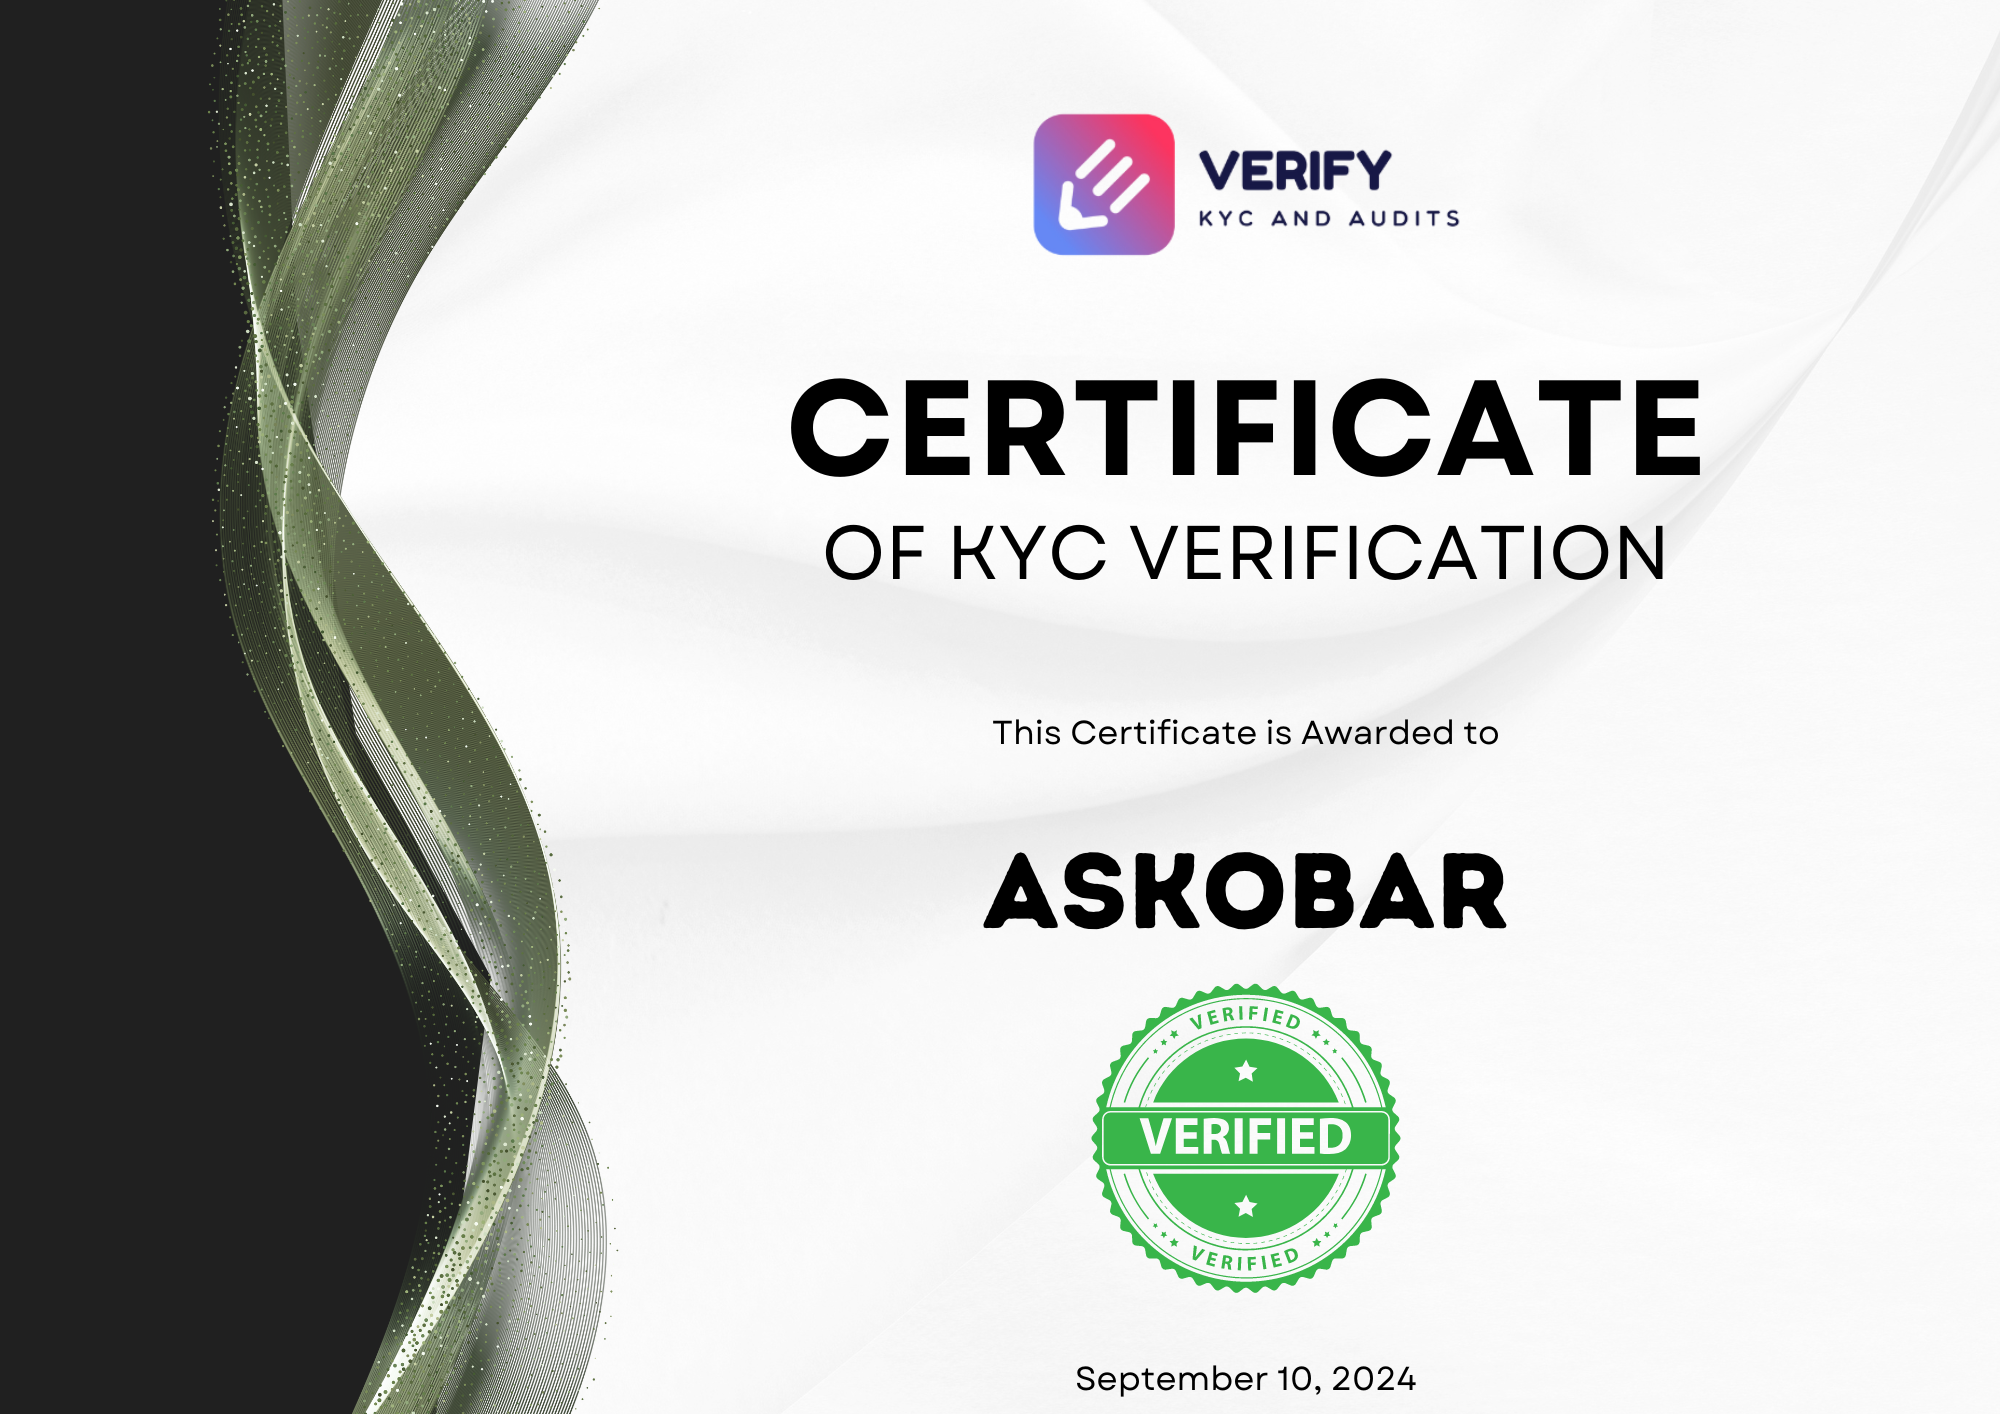 VERIFY
KYC AND AUDITS
CERTIFICATE
OF KYC VERIFICATION
This Certificate is Awarded to
ASKOBAR
VERIFIED
VERIFIED
VERIFIED
September 10, 2024